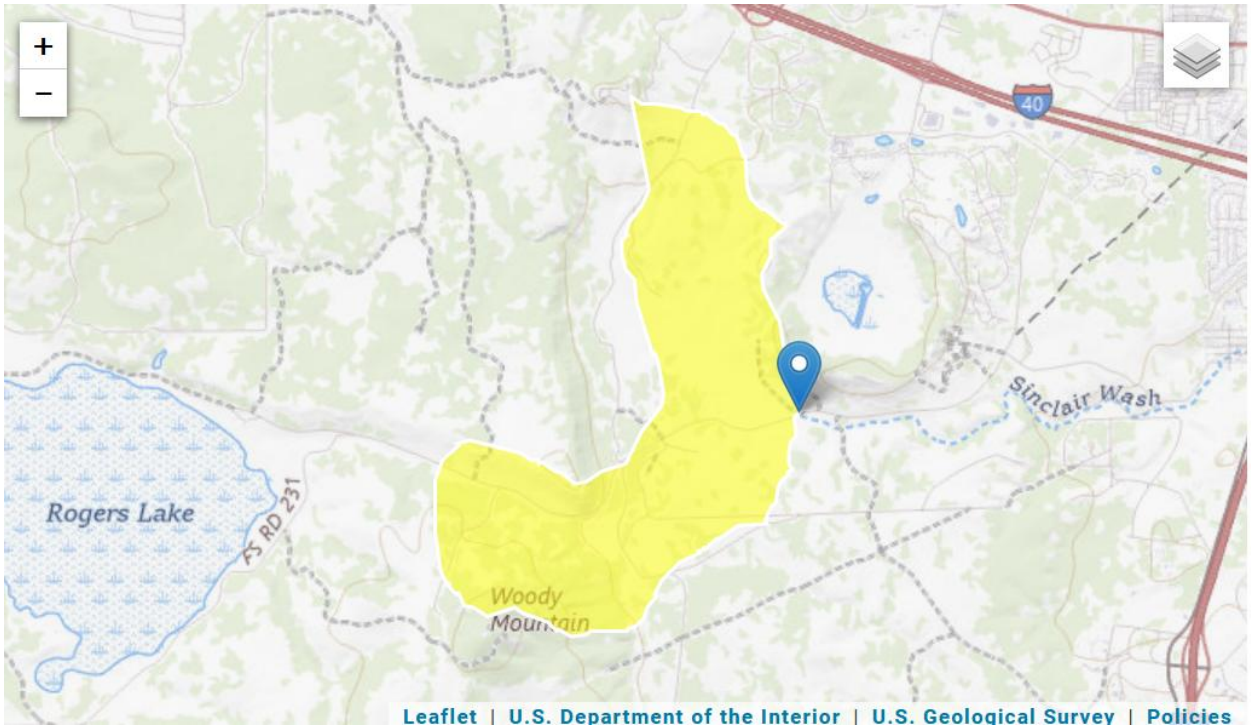 +
−
40
Sinclair Wash
Rogers Lake
FS RD 231
Woody
Mountain
Leaflet | U.S. Department of the Interior | U.S. Geological Survey | Policies